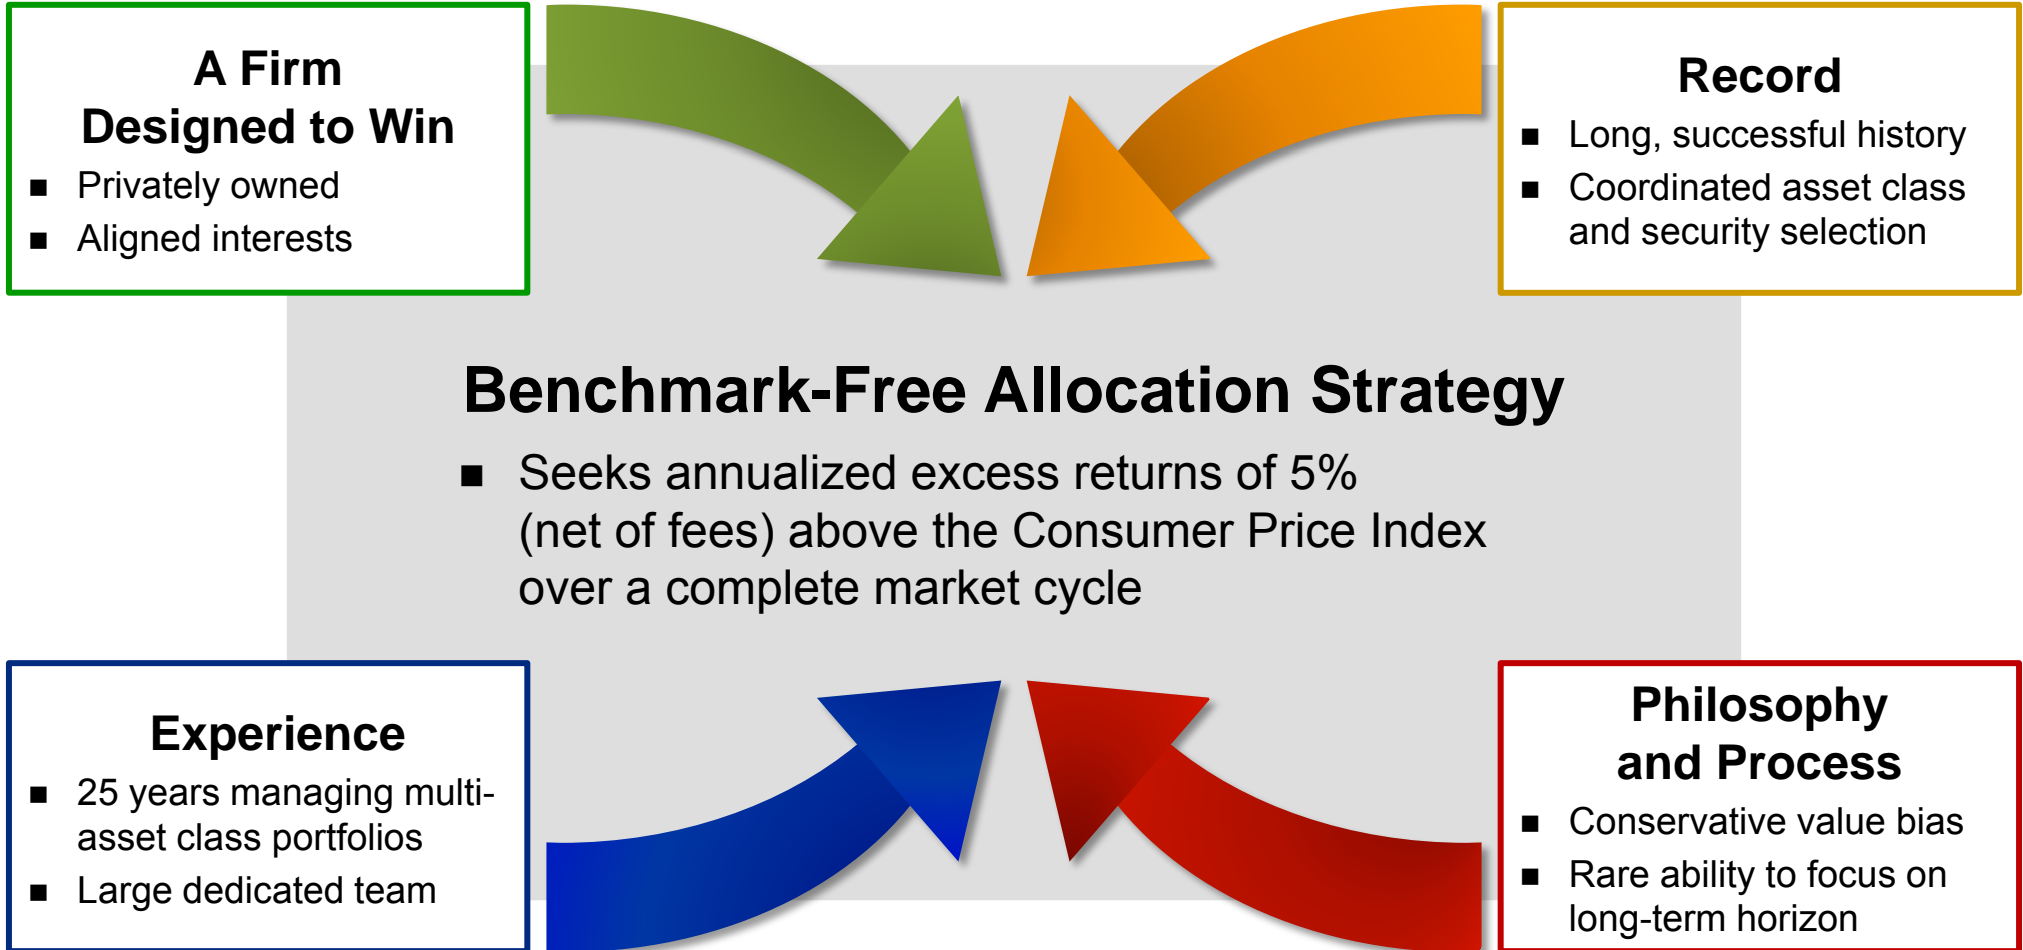 A Firm
Designed to Win
■ Privately owned
■ Aligned interests
Record
■ Long, successful history
■ Coordinated asset class
and security selection
Benchmark-Free Allocation Strategy
■ Seeks annualized excess returns of 5%
(net of fees) above the Consumer Price Index
over a complete market cycle
Experience
■ 25 years managing multi-
asset class portfolios
■ Large dedicated team
Philosophy
and Process
■ Conservative value bias
■ Rare ability to focus on
long-term horizon